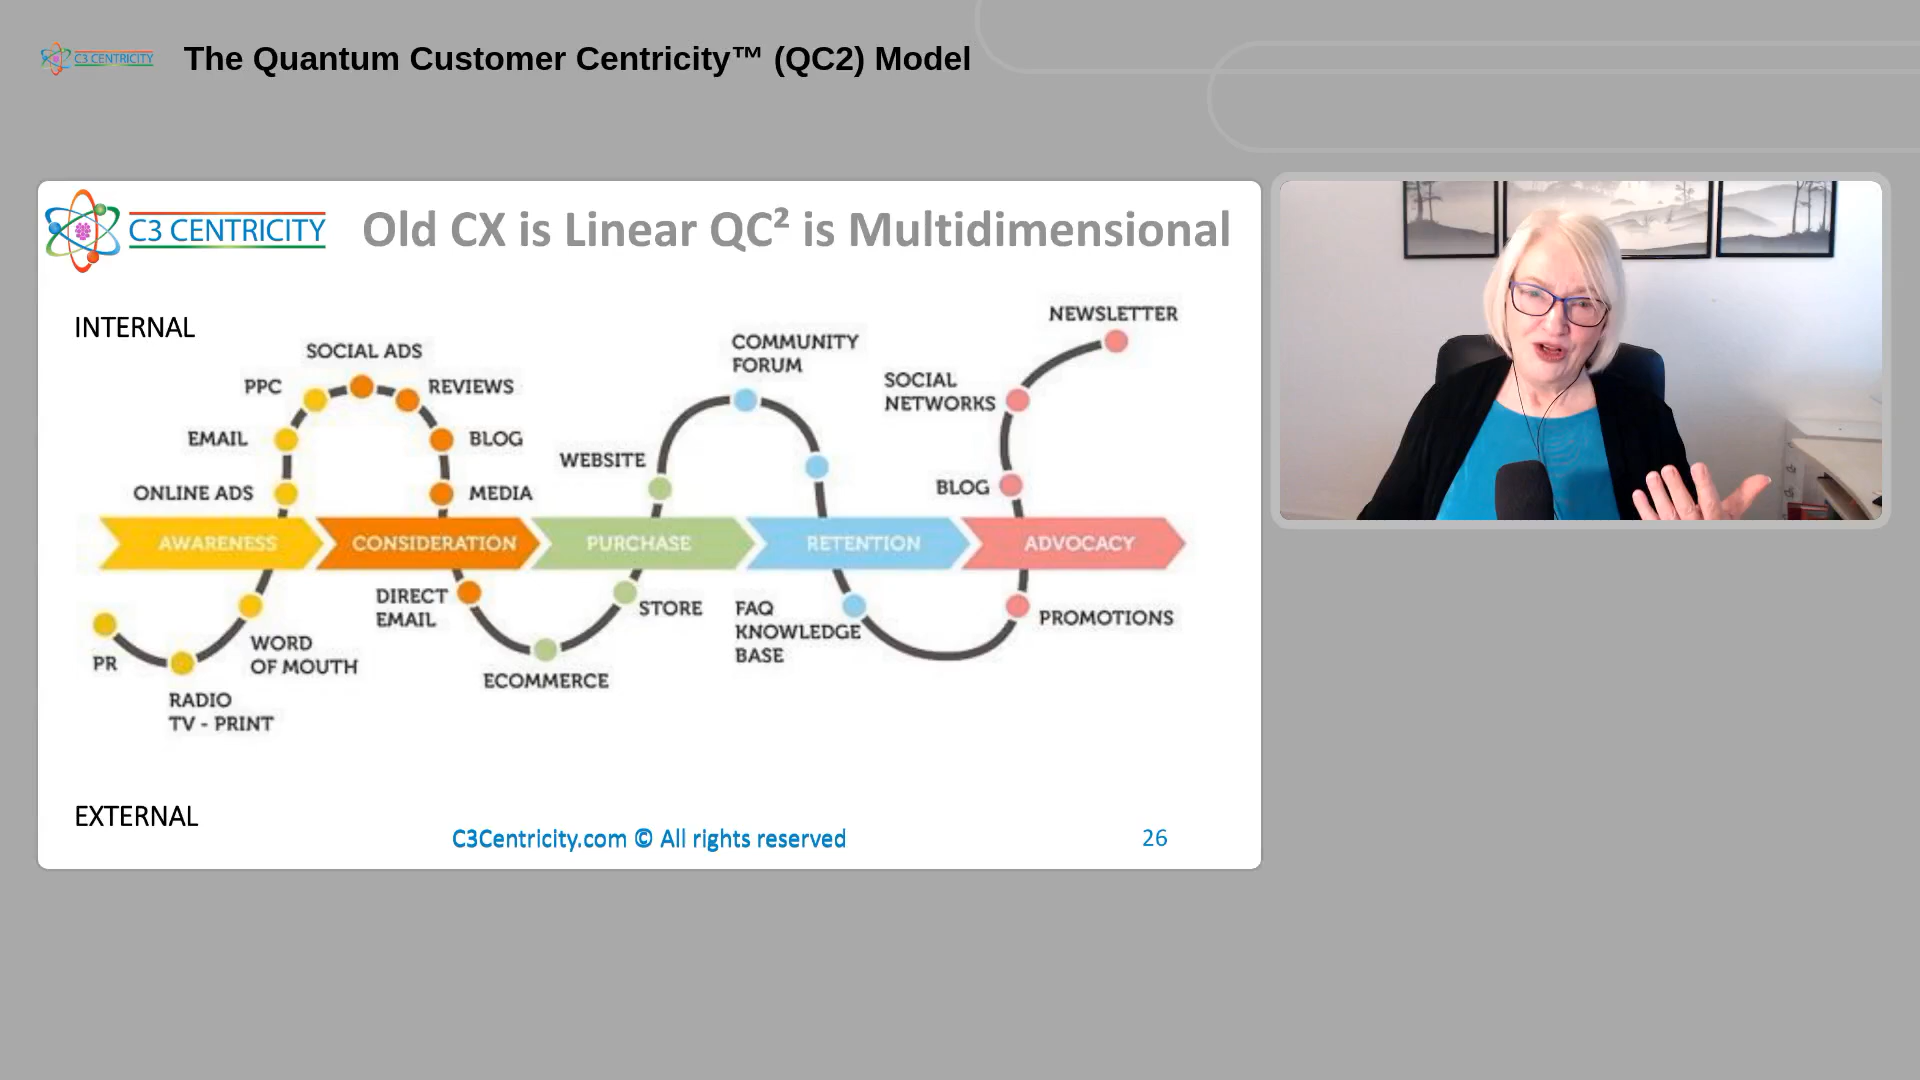 C3 CENTRICITY
The Quantum Customer Centricity™ (QC2) Model
C3 CENTRICITY
Old CX is Linear QC² is Multidimensional
INTERNAL
NEWSLETTER
COMMUNITY
FORUM
SOCIAL ADS
PPC
REVIEWS
SOCIAL
NETWORKS
EMAIL
BLOG
WEBSITE
BLOG
ONLINE ADS
MEDIA
AWARENESS
CONSIDERATION
PURCHASE
RETENTION
ADVOCACY
DIRECT
EMAIL
STORE
FAQ
KNOWLEDGE
BASE
PROMOTIONS
WORD
OF MOUTH
PR
ECOMMERCE
RADIO
TV - PRINT
EXTERNAL
C3Centricity.com © All rights reserved
26